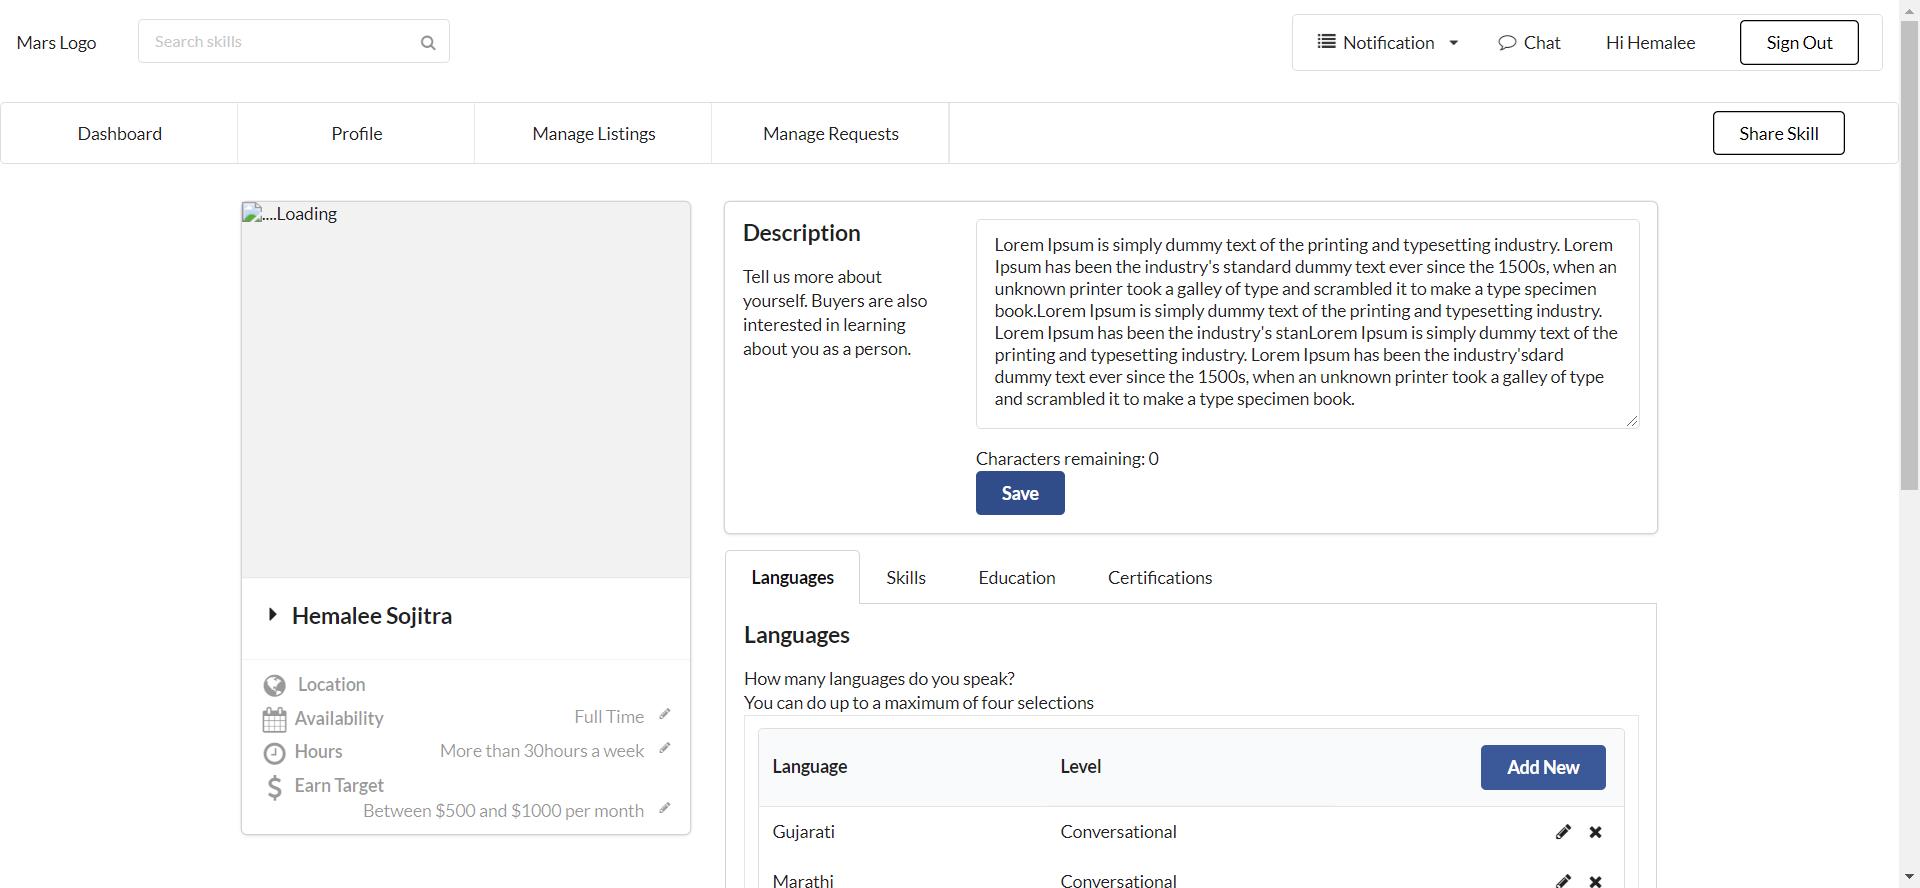 Mars Logo
Search skills
Notification
Chat
Hi Hemalee
Sign Out
Dashboard
Profile
Manage Listings
Manage Requests
Share Skill
....Loading
Hemalee Sojitra
Location
Availability
Full Time
Hours
More than 30hours a week
Earn Target
Between $500 and $1000 per month
Description
Tell us more about
yourself. Buyers are also
interested in learning
about you as a person.
Lorem Ipsum is simply dummy text of the printing and typesetting industry. Lorem
Ipsum has been the industry's standard dummy text ever since the 1500s, when an
unknown printer took a galley of type and scrambled it to make a type specimen
book.Lorem Ipsum is simply dummy text of the printing and typesetting industry.
Lorem Ipsum has been the industry's stanLorem Ipsum is simply dummy text of the
printing and typesetting industry. Lorem Ipsum has been the industry'sdard
dummy text ever since the 1500s, when an unknown printer took a galley of type
and scrambled it to make a type specimen book.
Characters remaining: 0
Save
Languages
Skills
Education
Certifications
Languages
How many languages do you speak?
You can do up to a maximum of four selections
Language
Level
Add New
Gujarati
Conversational
Marathi
Conversational